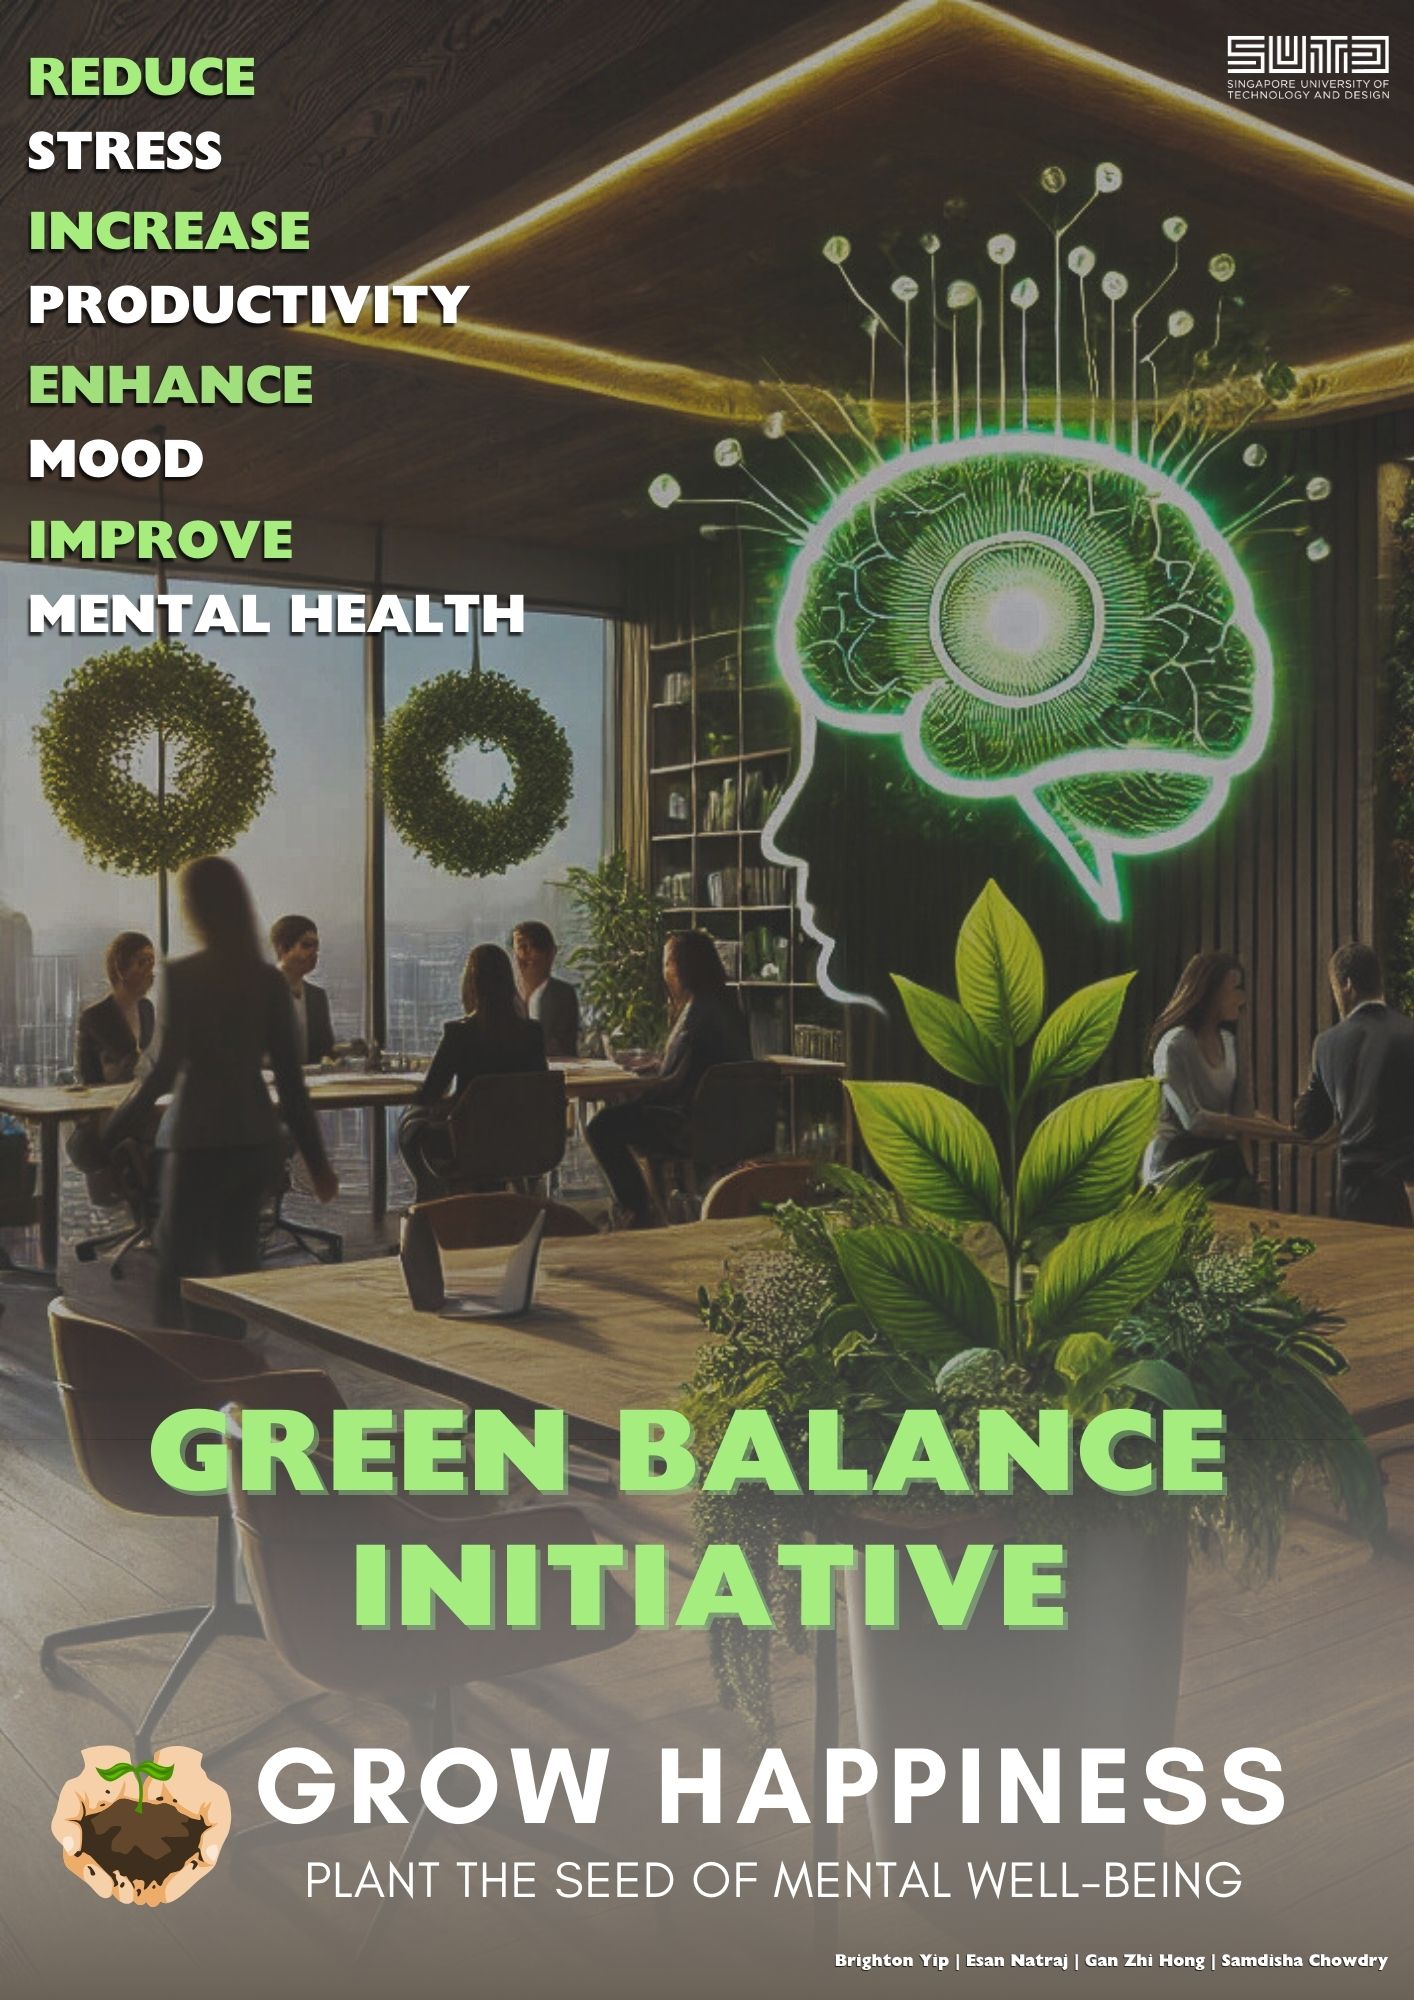 REDUCE
STRESS
INCREASE
PRODUCTIVITY
ENHANCE
MOOD
IMPROVE
MENTAL HEALTH
SUTD
SINGAPORE UNIVERSITY OF
TECHNOLOGY AND DESIGN
GREEN BALANCE
INITIATIVE
GROW HAPPINESS
PLANT THE SEED OF MENTAL WELL-BEING
Brighton Yip | Esan Natraj | Gan Zhi Hong | Samdisha Chowdry